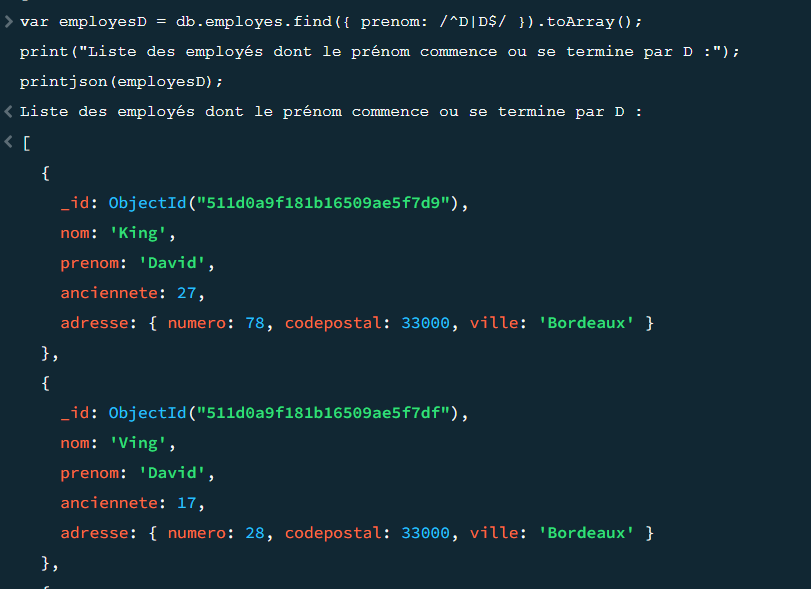 > var employesD = db.employes.find({ prenom: /^D|D$/ }).toArray();
print("Liste des employés dont le prénom commence ou se termine par D :");
printjson(employesD);
< Liste des employés dont le prénom commence ou se termine par D :
< [
{
_id: ObjectId("511d0a9f181b16509ae5f7d9"),
nom: 'King',
prenom: 'David',
anciennete: 27,
adresse: { numero: 78, codepostal: 33000, ville: 'Bordeaux' }
},
{
_id: ObjectId("511d0a9f181b16509ae5f7df"),
nom: 'Ving',
prenom: 'David',
anciennete: 17,
adresse: { numero: 28, codepostal: 33000, ville: 'Bordeaux' }
},